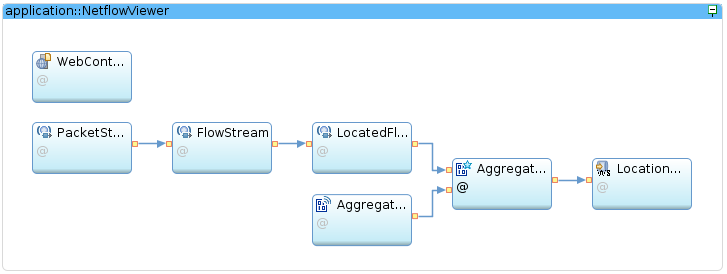 application::NetflowViewer
WebCont...
@
PacketSt...
@
FlowStream
@
LocatedFl...
@
Aggregat...
@
Location...
@
Aggregat...
@